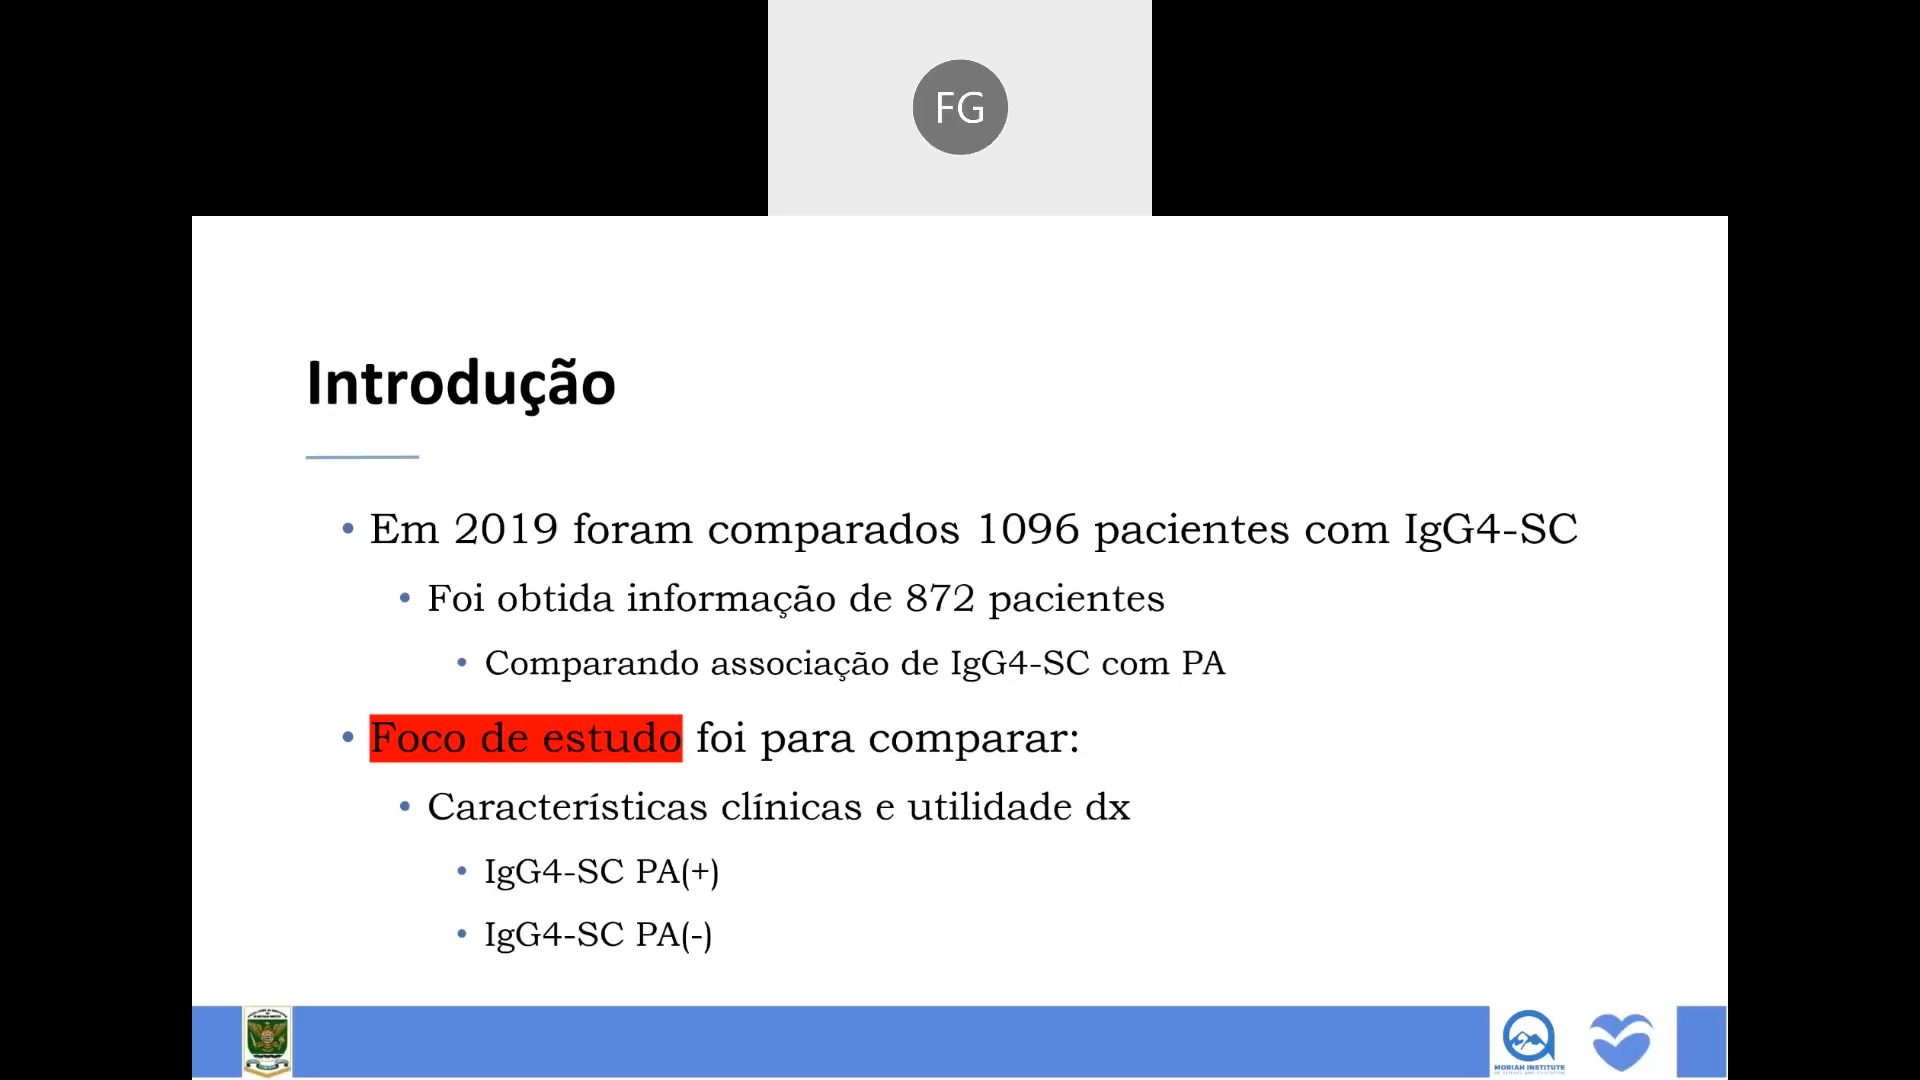 FG
Introdução
• Em 2019 foram comparados 1096 pacientes com IgG4-SC
• Foi obtida informação de 872 pacientes
• Comparando associação de IgG4-SC com PA
• Foco de estudo foi para comparar:
• Características clínicas e utilidade dx
• IgG4-SC PA(+)
• IgG4-SC PA(-)
MORIAH INSTITUTE